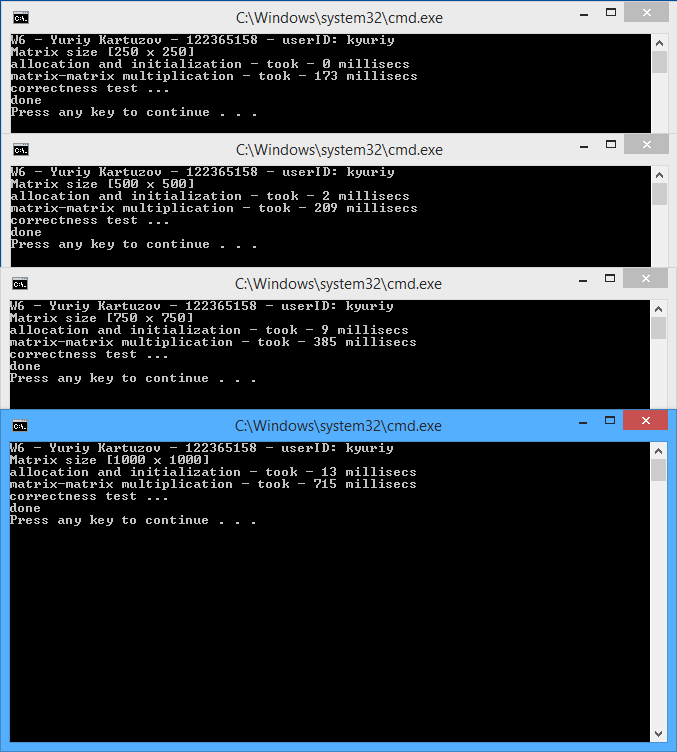 C:\Windows\system32\cmd.exe
W6 - Yuriy Kartuzov - 122365158 - userID: kyuriy
Matrix size [250 x 250]
allocation and initialization - took - 0 millisecs
matrix-matrix multiplication - took - 173 millisecs
correctness test ...
done
Press any key to continue . . .
C:\Windows\system32\cmd.exe
W6 - Yuriy Kartuzov - 122365158 - userID: kyuriy
Matrix size [500 x 500]
allocation and initialization - took - 2 millisecs
matrix-matrix multiplication - took - 209 millisecs
correctness test ...
done
Press any key to continue . . .
C:\Windows\system32\cmd.exe
W6 - Yuriy Kartuzov - 122365158 - userID: kyuriy
Matrix size [750 x 750]
allocation and initialization - took - 9 millisecs
matrix-matrix multiplication - took - 385 millisecs
correctness test ...
done
Press any key to continue . . .
C:\Windows\system32\cmd.exe
W6 - Yuriy Kartuzov - 122365158 - userID: kyuriy
Matrix size [1000 x 1000]
allocation and initialization - took - 13 millisecs
matrix-matrix multiplication - took - 715 millisecs
correctness test ...
done
Press any key to continue . . .